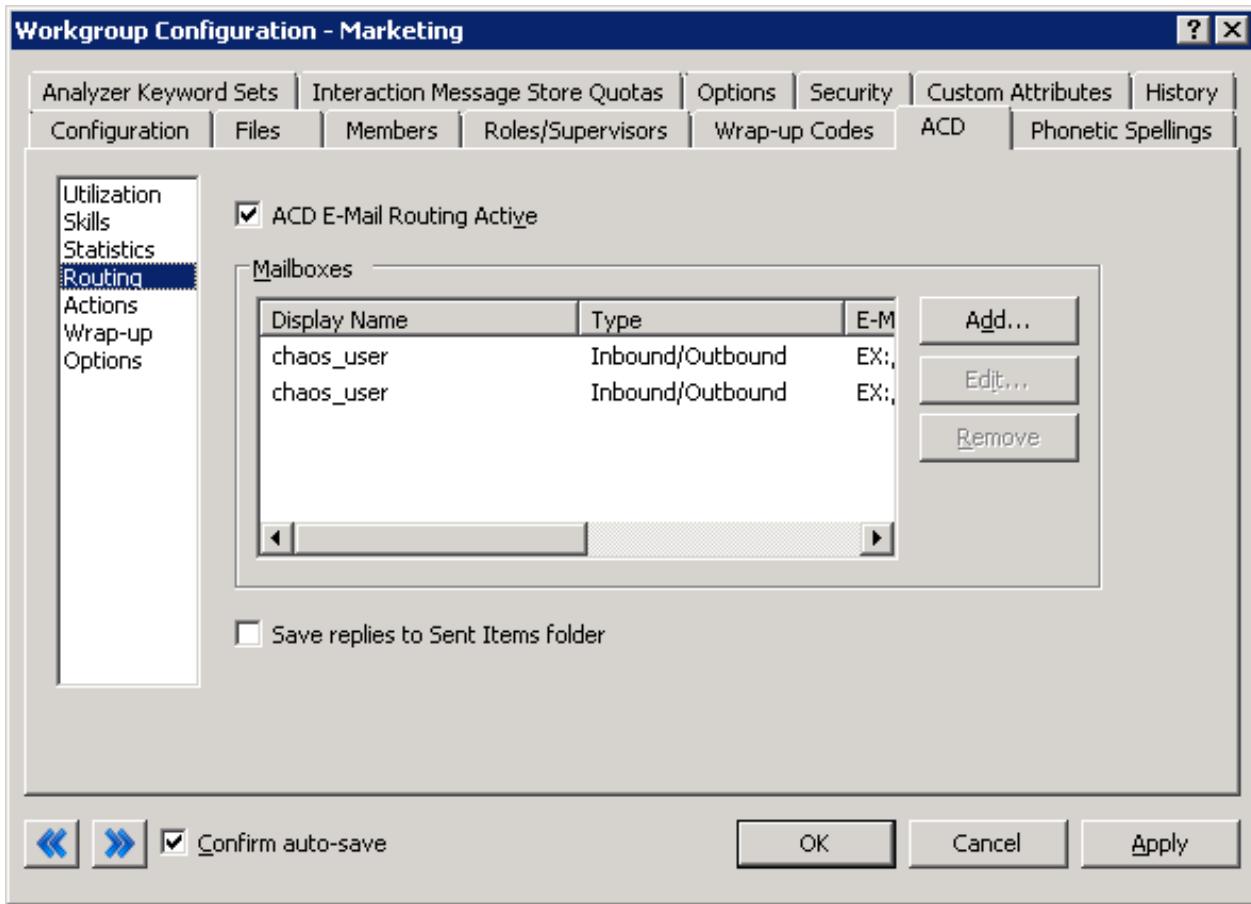 Workgroup Configuration - Marketing
Analyzer Keyword Sets Interaction Message Store Quotas Options Security Custom Attributes History
Configuration Files Members Roles/Supervisors Wrap-up Codes ACD Phonetic Spellings
Utilization
Skills
Statistics
Routing
Actions
Wrap-up
Options
ACD E-Mail Routing Active
Mailboxes
Display Name Type E-M
chaos_user Inbound/Outbound EX:
chaos_user Inbound/Outbound EX:
Add...
Edit...
Remove
Save replies to Sent Items folder
Confirm auto-save OK Cancel Apply